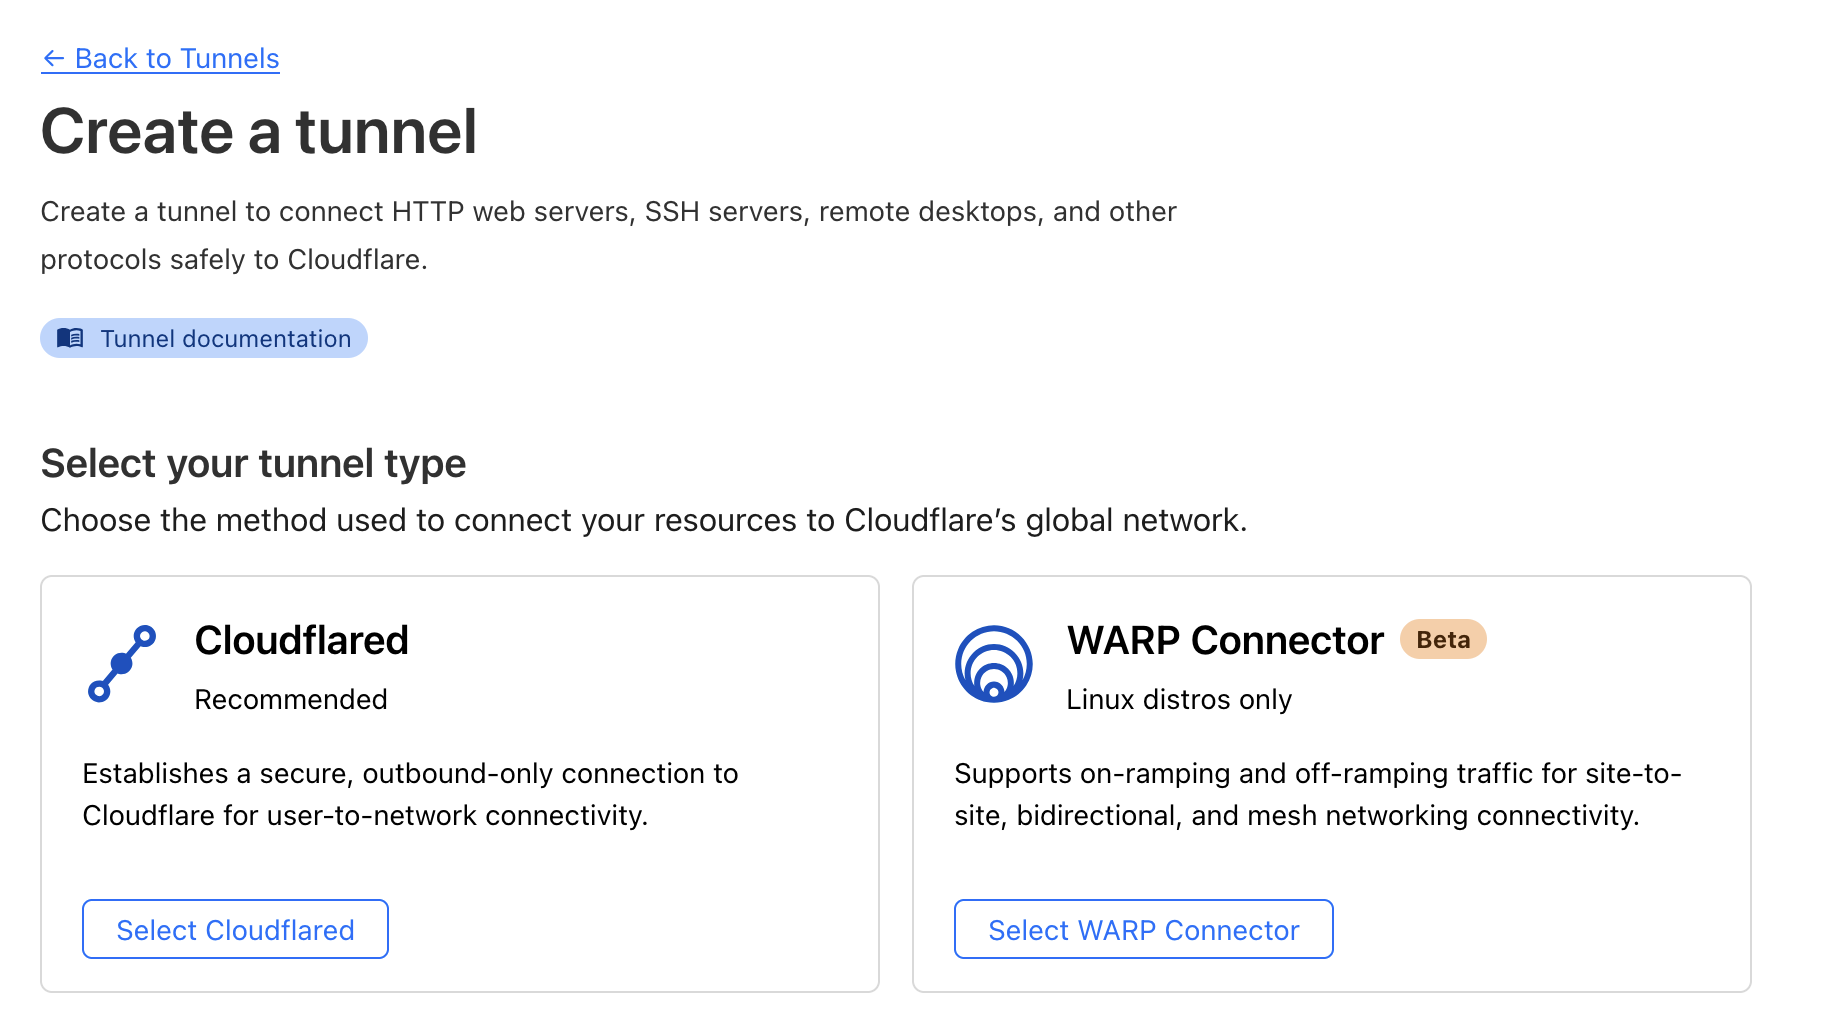 ← Back to Tunnels
Create a tunnel
Create a tunnel to connect HTTP web servers, SSH servers, remote desktops, and other
protocols safely to Cloudflare.
Tunnel documentation
Select your tunnel type
Choose the method used to connect your resources to Cloudflare’s global network.
Cloudflared
Recommended
Establishes a secure, outbound-only connection to
Cloudflare for user-to-network connectivity.
Select Cloudflared
WARP Connector Beta
Linux distros only
Supports on-ramping and off-ramping traffic for site-to-
site, bidirectional, and mesh networking connectivity.
Select WARP Connector